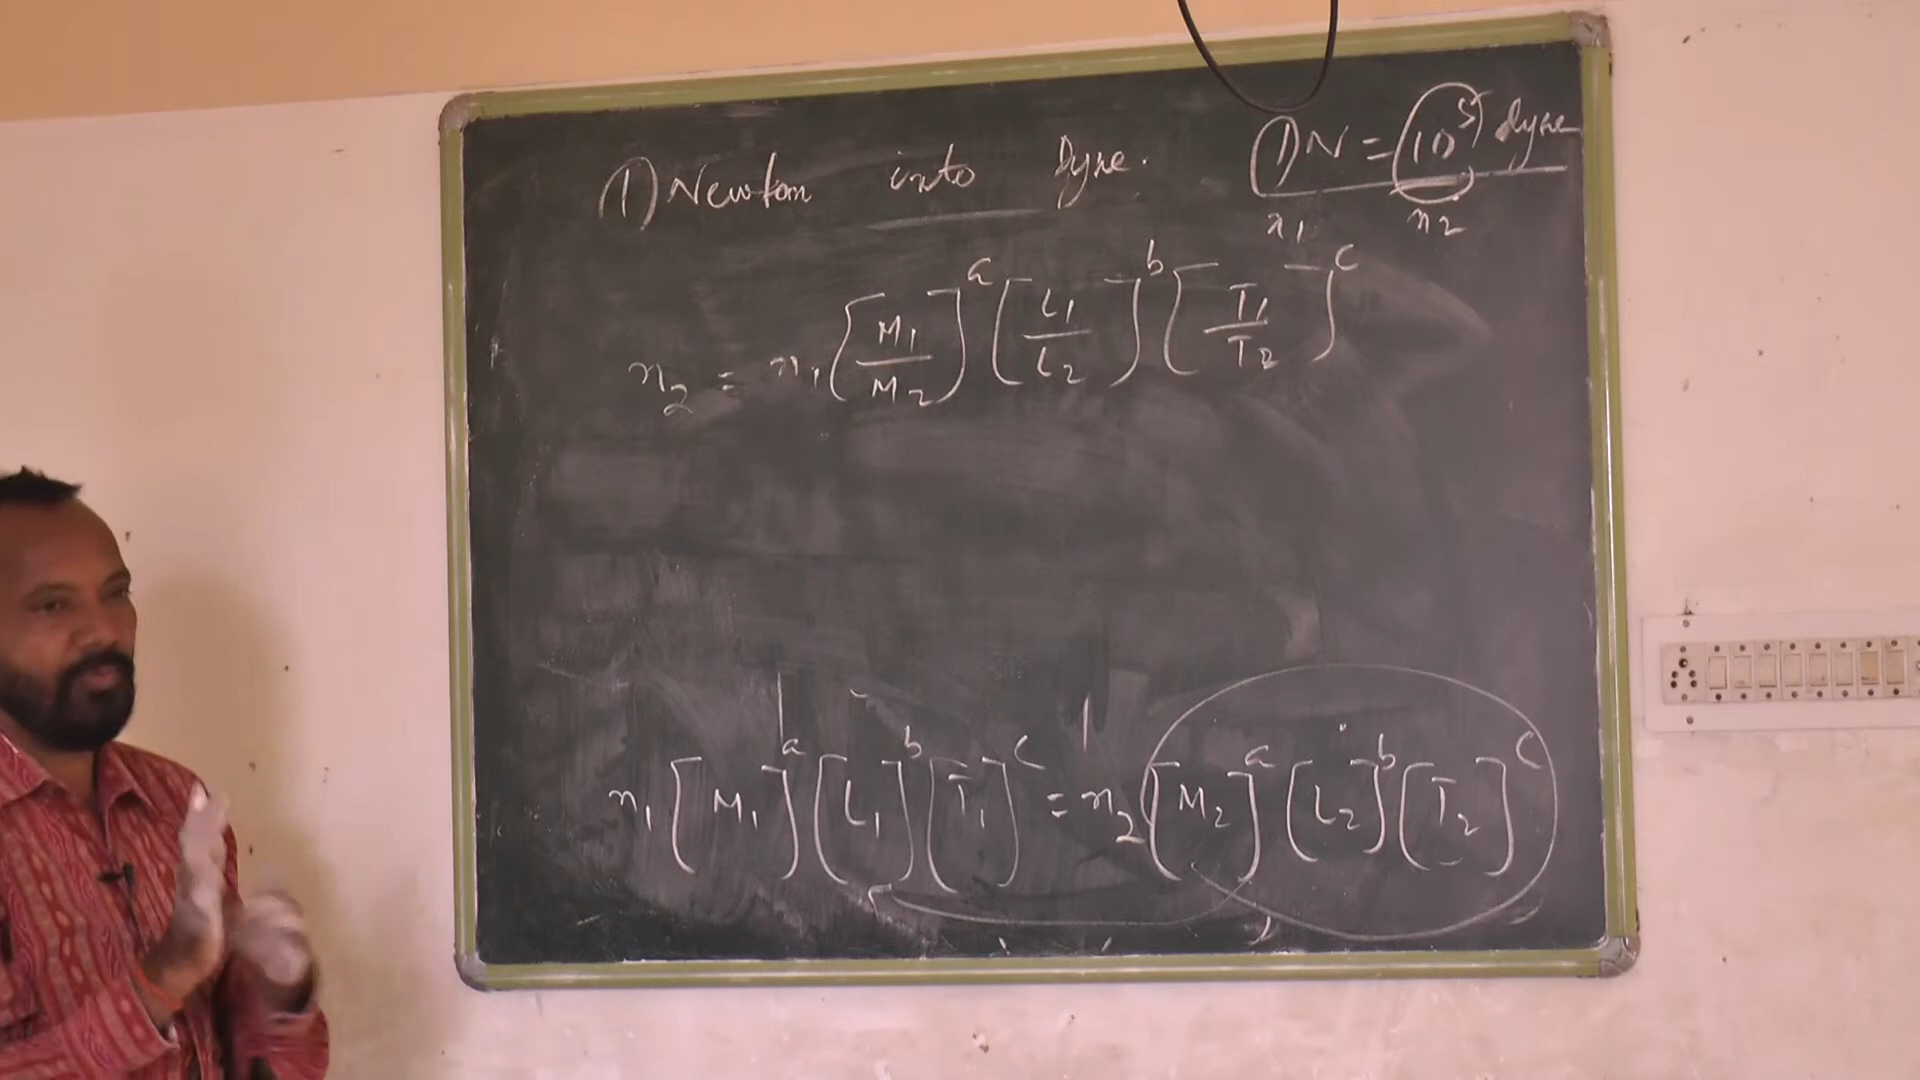 1) Newton into Dyne.
1 N = 10^5 dyne
n1 n2
n2 = n1 [M1/M2]^a [L1/L2]^b [T1/T2]^c
n1 [M1]^a [L1]^b [T1]^c = n2 [M2]^a [L2]^b [T2]^c